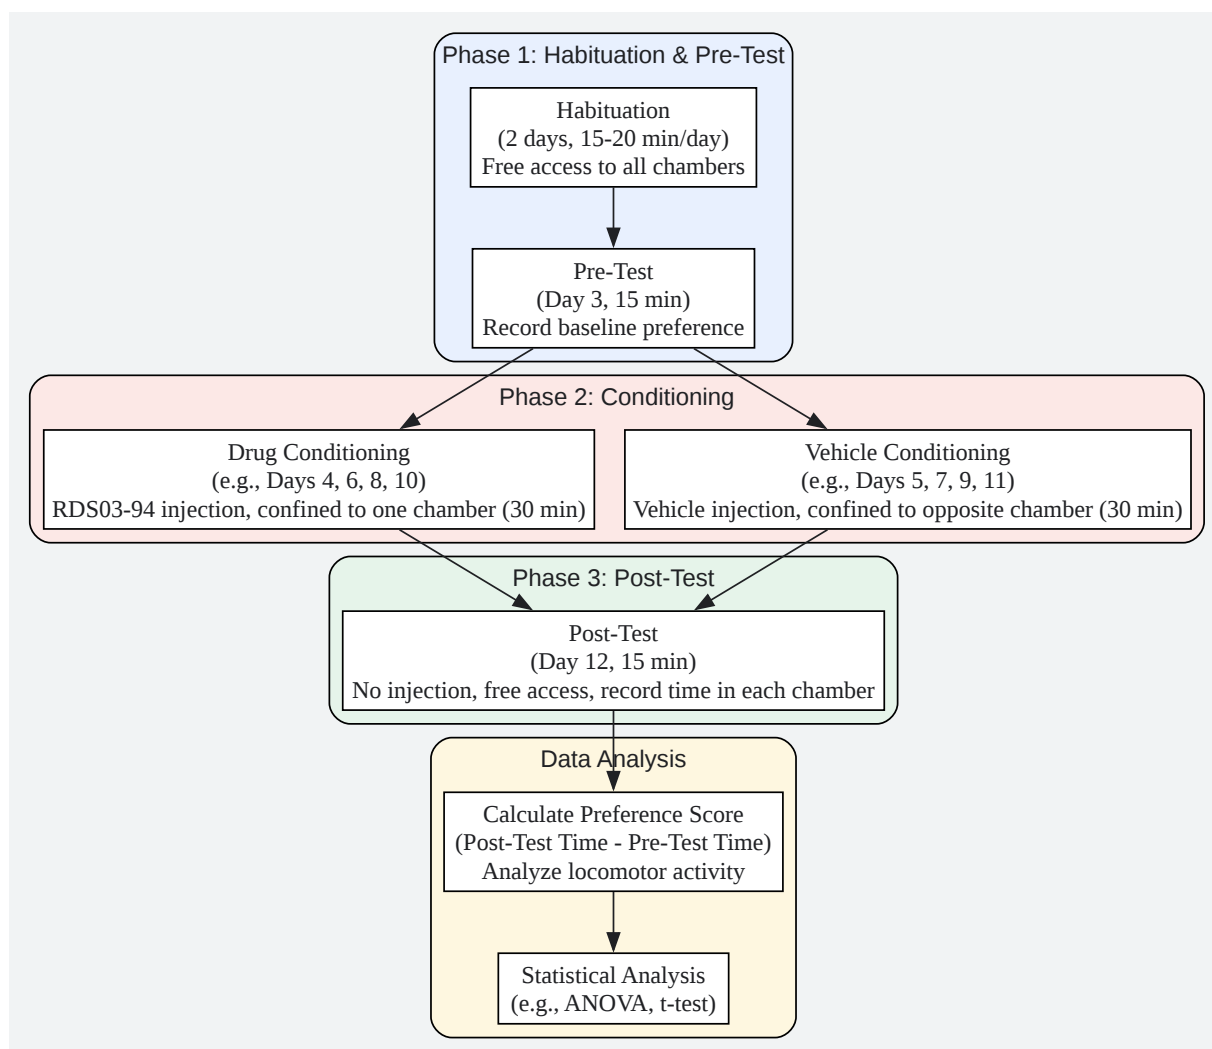 Phase 1: Habituation & Pre-Test
Habituation
(2 days, 15-20 min/day)
Free access to all chambers
Pre-Test
(Day 3, 15 min)
Record baseline preference
Phase 2: Conditioning
Drug Conditioning
(e.g., Days 4, 6, 8, 10)
RDS03-94 injection, confined to one chamber (30 min)
Vehicle Conditioning
(e.g., Days 5, 7, 9, 11)
Vehicle injection, confined to opposite chamber (30 min)
Phase 3: Post-Test
Post-Test
(Day 12, 15 min)
No injection, free access, record time in each chamber
Data Analysis
Calculate Preference Score
(Post-Test Time - Pre-Test Time)
Analyze locomotor activity
Statistical Analysis
(e.g., ANOVA, t-test)